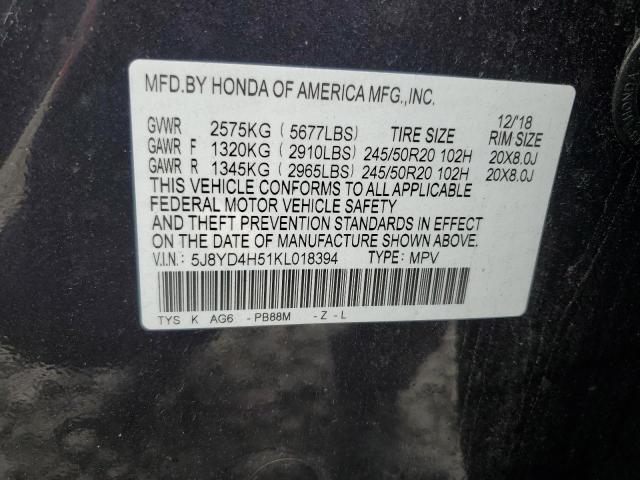 MFD.BY HONDA OF AMERICA MFG.,INC.
12/'18
GVWR 2575KG ( 5677LBS) TIRE SIZE RIM SIZE
GAWR F 1320KG ( 2910LBS) 245/50R20 102H 20X8.0J
GAWR R 1345KG ( 2965LBS) 245/50R20 102H 20X8.0J
THIS VEHICLE CONFORMS TO ALL APPLICABLE
FEDERAL MOTOR VEHICLE SAFETY
AND THEFT PREVENTION STANDARDS IN EFFECT
ON THE DATE OF MANUFACTURE SHOWN ABOVE.
V.I.N.: 5J8YD4H51KL018394 TYPE: MPV
TYS K AG6 -PB88M -Z -L